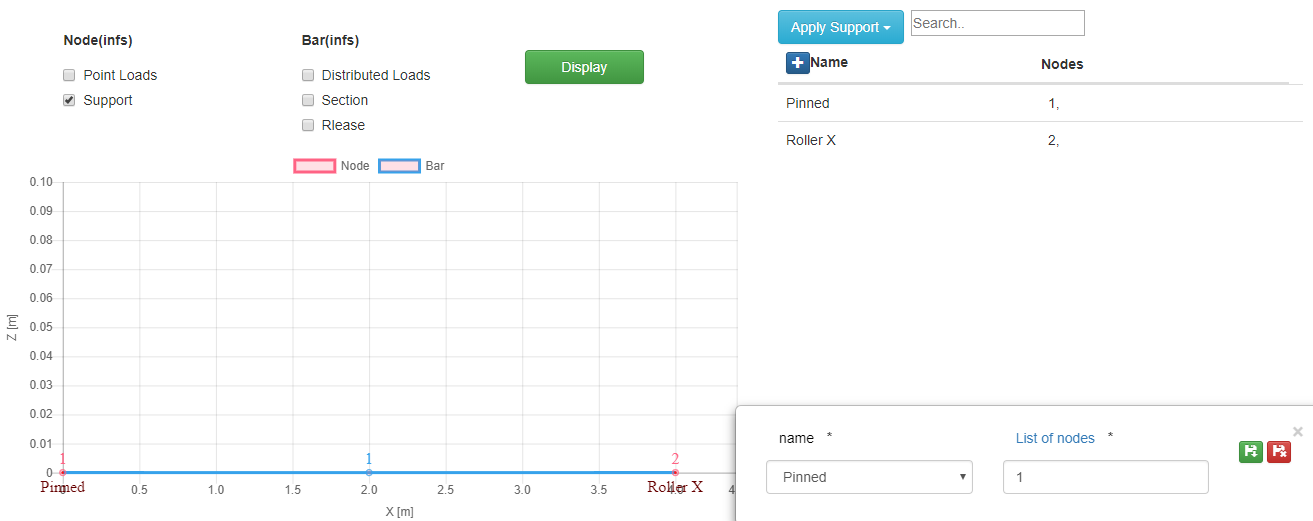 Node(infs)
Bar(infs)
Point Loads
Distributed Loads
Display
Support
Section
Rlease
Node
Bar
0.10
0.09
0.08
0.07
0.06
0.05
0.04
0.03
0.02
0.01
0
Z [m]
1
1
2
Pinned
Roller X
0
0.5
1.0
1.5
2.0
2.5
3.0
3.5
4.0
4.
X [m]
Apply Support
Search..
Name
Nodes
Pinned
1,
Roller X
2,
name *
List of nodes *
×
Pinned
1